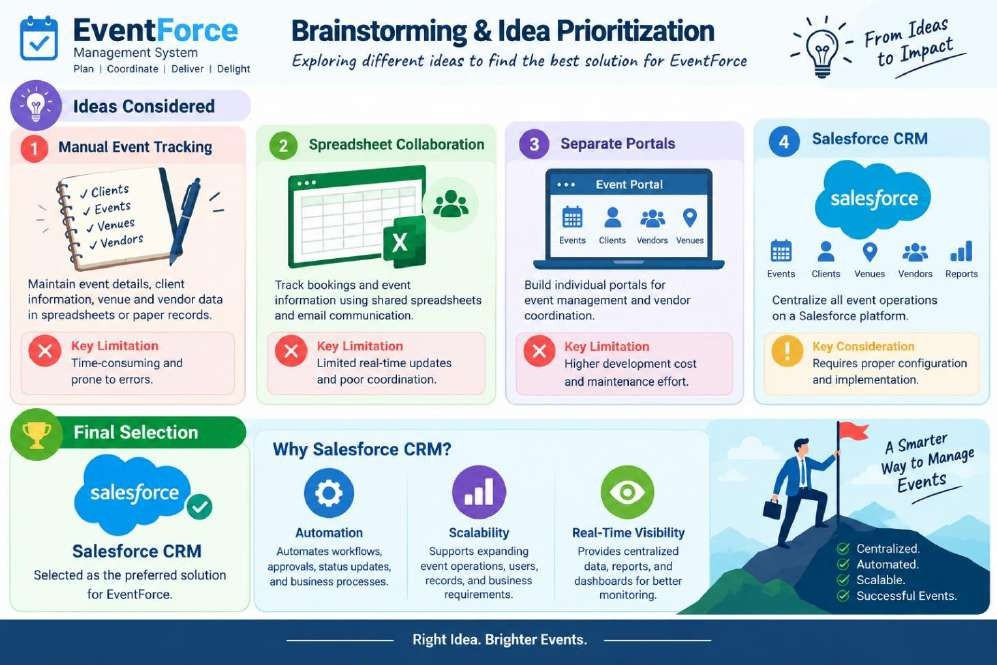 EventForce
Management System
Plan | Coordinate | Deliver | Delight
Brainstorming & Idea Prioritization
Exploring different ideas to find the best solution for EventForce
From Ideas
to Impact
Ideas Considered
1 Manual Event Tracking
✓ Clients
✓ Events
✓ Venues
✓ Vendors
Maintain event details, client
information, venue and vendor data
in spreadsheets or paper records.
Key Limitation
Time-consuming and
prone to errors.
2 Spreadsheet Collaboration
X
Track bookings and event
information using shared spreadsheets
and email communication.
Key Limitation
Limited real-time updates
and poor coordination.
3 Separate Portals
Event Portal
Events Clients Vendors Venues
Build individual portals for
event management and vendor
coordination.
Key Limitation
Higher development cost
and maintenance effort.
4 Salesforce CRM
salesforce
Events Clients Venues Vendors Reports
Centralize all event operations
on a Salesforce platform.
Key Consideration
Requires proper configuration
and implementation.
Final Selection
salesforce
Salesforce CRM
Selected as the preferred solution
for EventForce.
Why Salesforce CRM?
Automation
Automates workflows,
approvals, status updates,
and business processes.
Scalability
Supports expanding
event operations, users,
records, and business
requirements.
Real-Time Visibility
Provides centralized
data, reports, and
dashboards for better
monitoring.
A Smarter
Way to Manage
Events
Centralized.
Automated.
Scalable.
Successful Events.
Right Idea. Brighter Events.